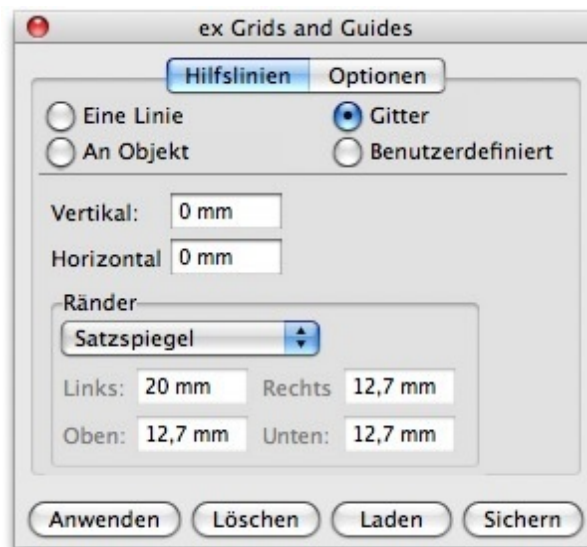 ex Grids and Guides
Hilfslinien Optionen
Eine Linie Gitter
An Objekt Benutzerdefiniert
Vertikal: 0 mm
Horizontal 0 mm
Ränder
Satzspiegel
Links: 20 mm Rechts 12,7 mm
Oben: 12,7 mm Unten: 12,7 mm
Anwenden Löschen Laden Sichern